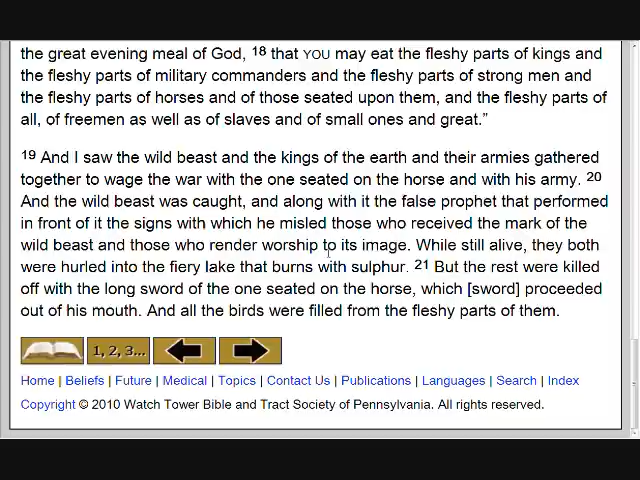 the great evening meal of God, 18 that YOU may eat the fleshy parts of kings and
the fleshy parts of military commanders and the fleshy parts of strong men and
the fleshy parts of horses and of those seated upon them, and the fleshy parts of
all, of freemen as well as of slaves and of small ones and great.”
19 And I saw the wild beast and the kings of the earth and their armies gathered
together to wage the war with the one seated on the horse and with his army. 20
And the wild beast was caught, and along with it the false prophet that performed
in front of it the signs with which he misled those who received the mark of the
wild beast and those who render worship to its image. While still alive, they both
were hurled into the fiery lake that burns with sulphur. 21 But the rest were killed
off with the long sword of the one seated on the horse, which [sword] proceeded
out of his mouth. And all the birds were filled from the fleshy parts of them.
1, 2, 3...
Home | Beliefs | Future | Medical | Topics | Contact Us | Publications | Languages | Search | Index
Copyright © 2010 Watch Tower Bible and Tract Society of Pennsylvania. All rights reserved.